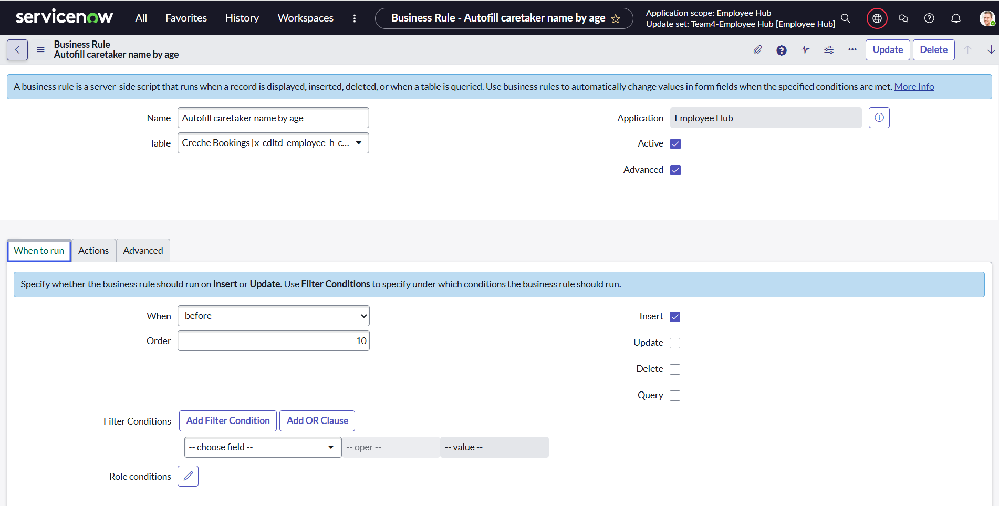 servicenow All Favorites History Workspaces Business Rule - Autofill caretaker name by age Application scope: Employee Hub
Update set: Team4-Employee Hub [Employee Hub]
Business Rule
Autofill caretaker name by age
Update Delete
A business rule is a server-side script that runs when a record is displayed, inserted, deleted, or when a table is queried. Use business rules to automatically change values in form fields when the specified conditions are met. More Info
Name Autofill caretaker name by age Application Employee Hub
Table Creche Bookings [x_cdltd_employee_h_c... Active
Advanced
When to run Actions Advanced
Specify whether the business rule should run on Insert or Update. Use Filter Conditions to specify under which conditions the business rule should run.
When before Insert
Order 10 Update
Delete
Query
Filter Conditions Add Filter Condition Add OR Clause
-- choose field -- -- oper -- -- value --
Role conditions